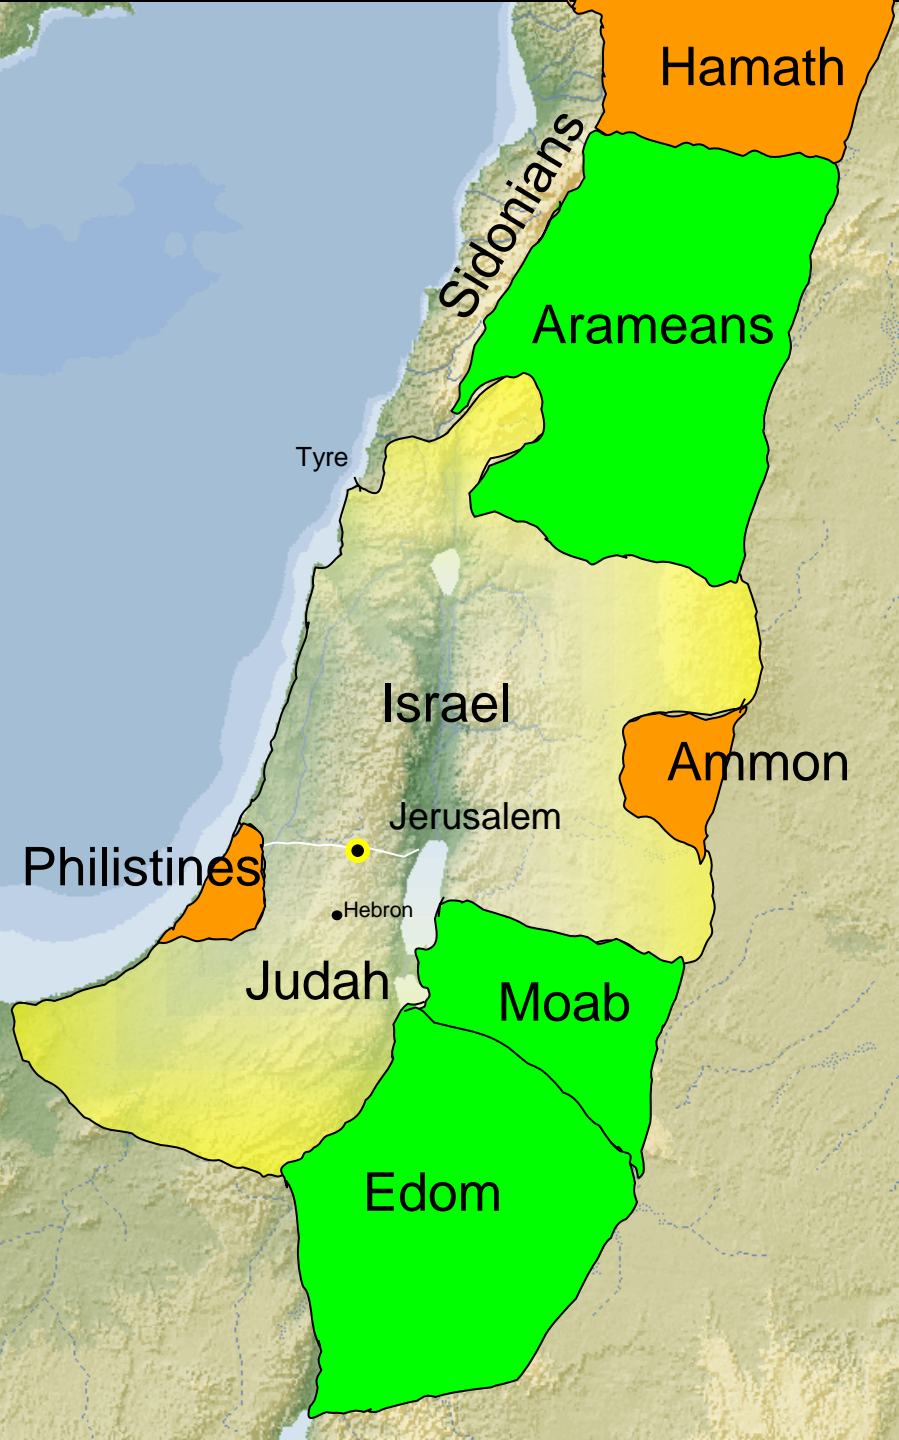 Hamath
Sidonians
Arameans
Tyre
Israel
Ammon
Jerusalem
Philistines
Hebron
Judah
Moab
Edom